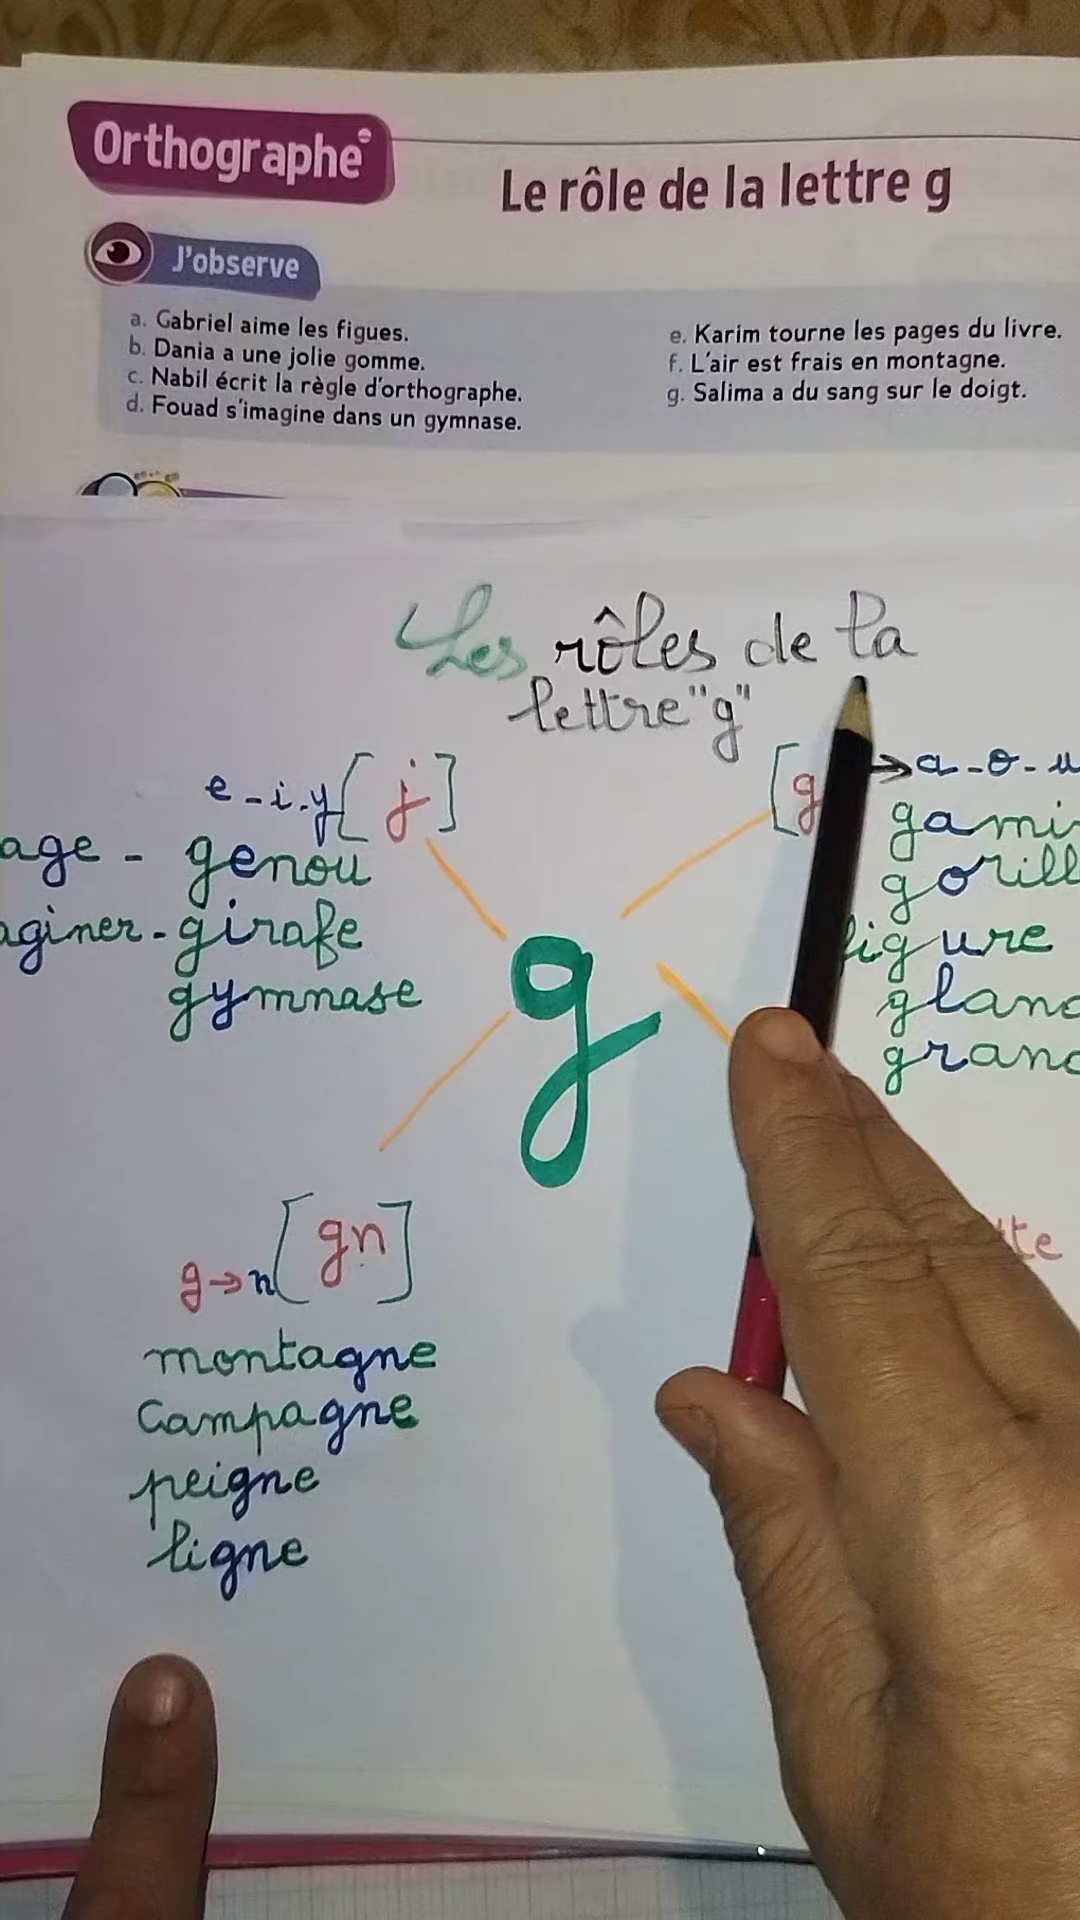 Orthographe
Le rôle de la lettre g
J'observe
a. Gabriel aime les figues.
b. Dania a une jolie gomme.
c. Nabil écrit la règle d'orthographe.
d. Fouad s'imagine dans un gymnase.
e. Karim tourne les pages du livre.
f. L'air est frais en montagne.
g. Salima a du sang sur le doigt.
Les rôles de la
lettre "g"
e - i - y [j]
age - genou
aginer - girafe
gymnase
[g → a - o - u
gami
gorill
figure
glan
gran
g
g → n [gn]
montagne
campagne
peigne
ligne